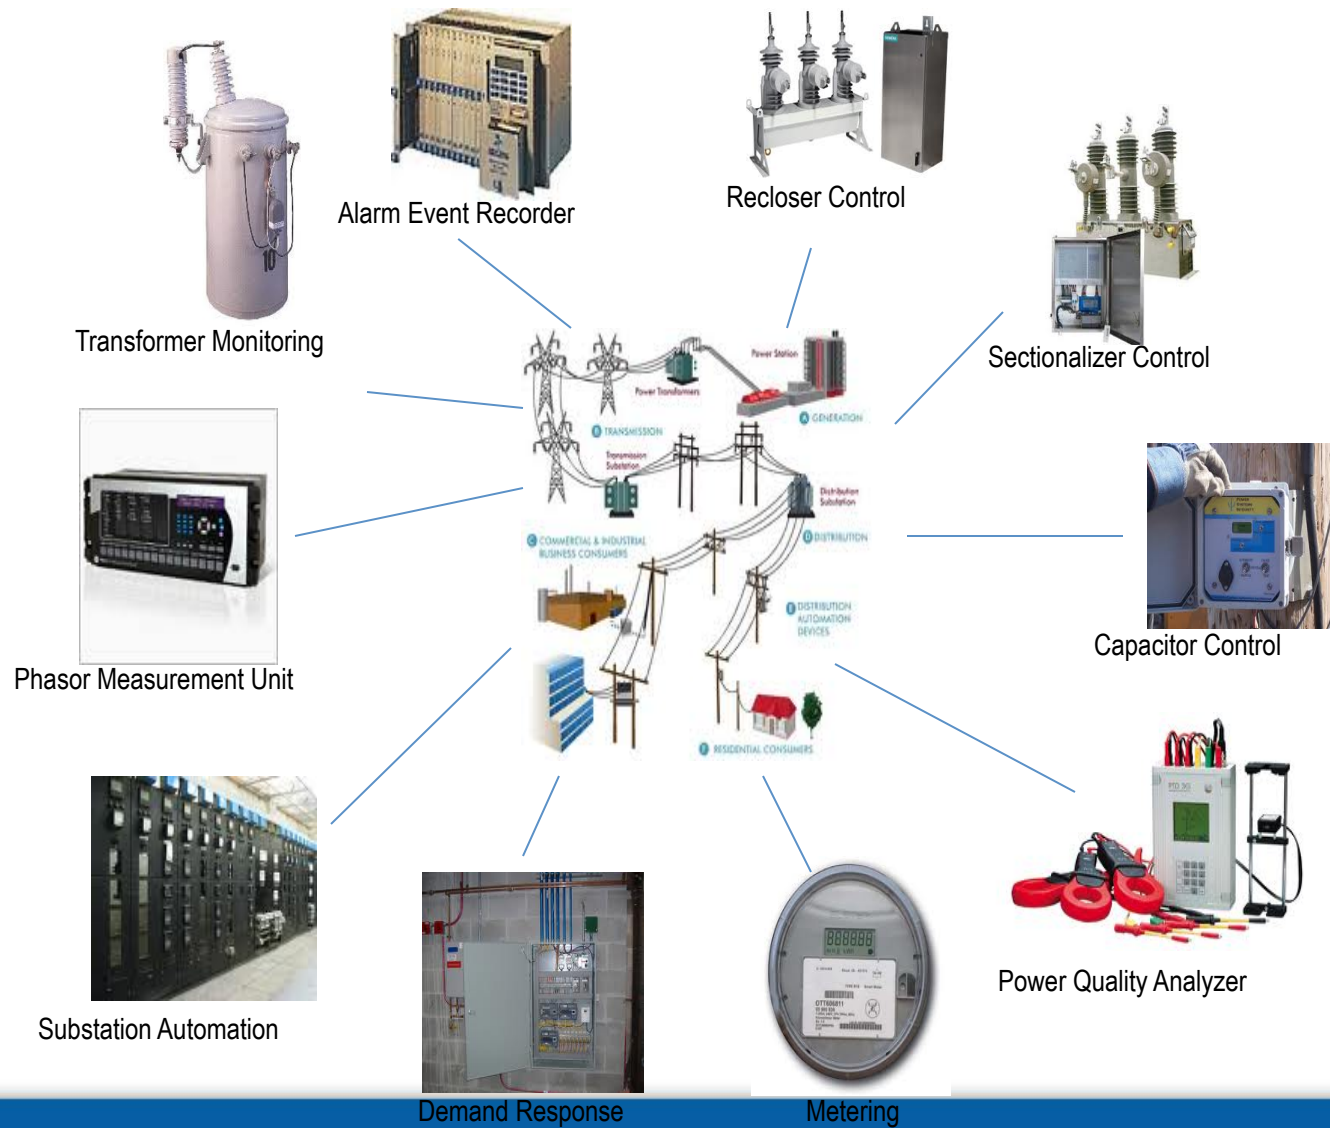 Alarm Event Recorder
Recloser Control
Transformer Monitoring
Sectionalizer Control
10
Power Station
Power Transformers
A GENERATION
B TRANSMISSION
Transmission
Substation
Distribution
Substation
C COMMERCIAL & INDUSTRIAL
BUSINESS CONSUMERS
D DISTRIBUTION
E DISTRIBUTION
AUTOMATION
DEVICES
F RESIDENTIAL CONSUMERS
Capacitor Control
Phasor Measurement Unit
Power Quality Analyzer
Substation Automation
Demand Response
Metering